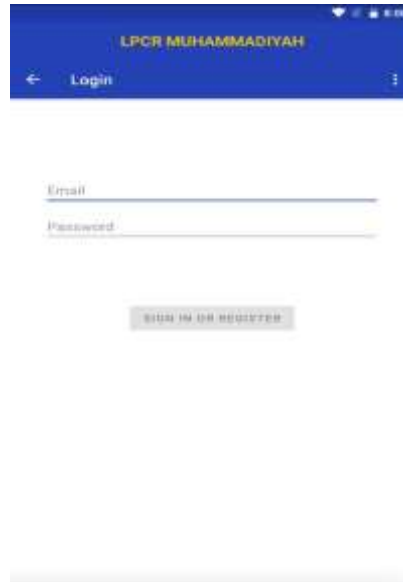 LPCR MUHAMMADIYAH
Login
Email
Password
SIGN IN OR REGISTER